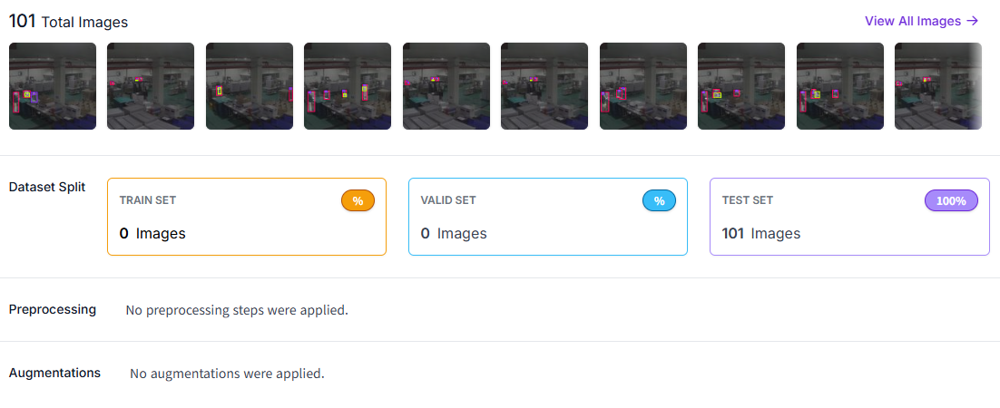 101 Total Images
View All Images →
Dataset Split
TRAIN SET
%
0 Images
VALID SET
%
0 Images
TEST SET
100%
101 Images
Preprocessing
No preprocessing steps were applied.
Augmentations
No augmentations were applied.